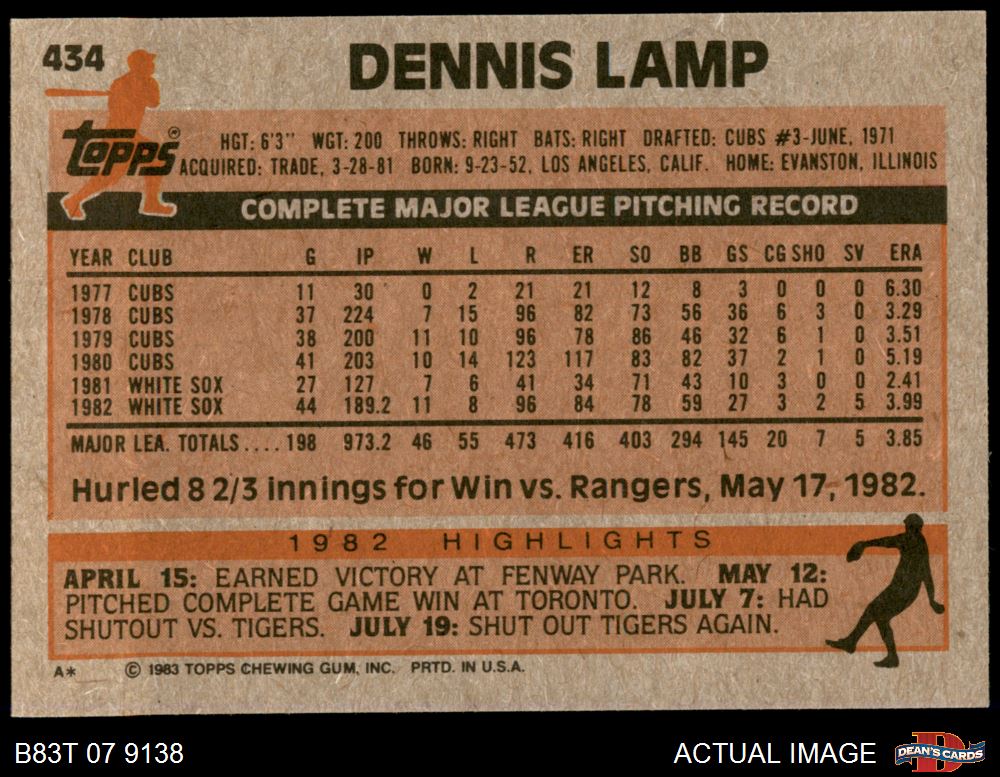 434
DENNIS LAMP
Topps ®
HGT: 6'3" WGT: 200 THROWS: RIGHT BATS: RIGHT DRAFTED: CUBS #3-JUNE, 1971
ACQUIRED: TRADE, 3-28-81 BORN: 9-23-52, LOS ANGELES, CALIF. HOME: EVANSTON, ILLINOIS
COMPLETE MAJOR LEAGUE PITCHING RECORD
YEAR CLUB G IP W L R ER SO BB GS CG SHO SV ERA
1977 CUBS 11 30 0 2 21 21 12 8 3 0 0 0 6.30
1978 CUBS 37 224 7 15 96 82 73 56 36 6 3 0 3.29
1979 CUBS 38 200 11 10 96 78 86 46 32 6 1 0 3.51
1980 CUBS 41 203 10 14 123 117 83 82 37 2 1 0 5.19
1981 WHITE SOX 27 127 7 6 41 34 71 43 10 3 0 0 2.41
1982 WHITE SOX 44 189.2 11 8 96 84 78 59 27 3 2 5 3.99
MAJOR LEA. TOTALS.... 198 973.2 46 55 473 416 403 294 145 20 7 5 3.85
Hurled 8 2/3 innings for Win vs. Rangers, May 17, 1982.
1982 HIGHLIGHTS
APRIL 15: EARNED VICTORY AT FENWAY PARK. MAY 12:
PITCHED COMPLETE GAME WIN AT TORONTO. JULY 7: HAD
SHUTOUT VS. TIGERS. JULY 19: SHUT OUT TIGERS AGAIN.
A* © 1983 TOPPS CHEWING GUM, INC. PRTD. IN U.S.A.
B83T 07 9138
ACTUAL IMAGE
D DEAN'S CARDS